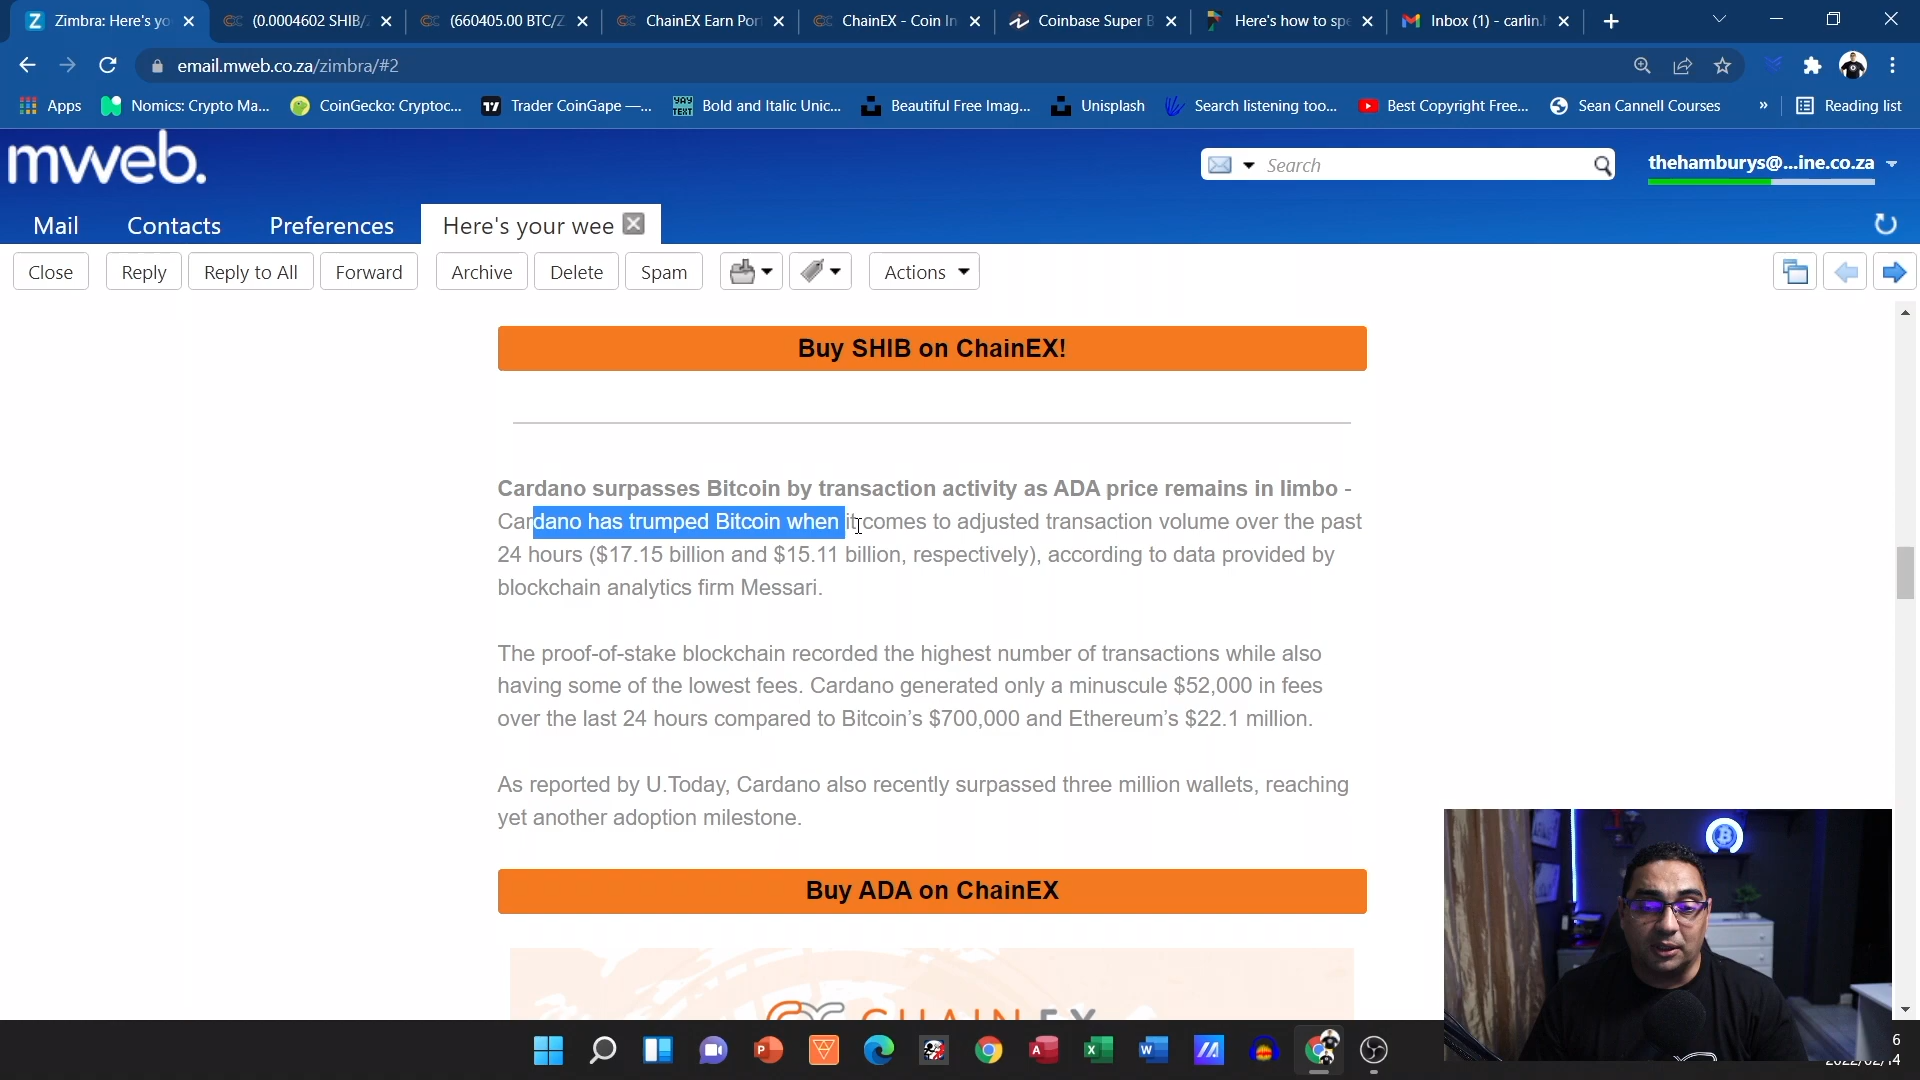 Zimbra: Here's yo
(0.0004602 SHIB/
(660405.00 BTC/Z
ChainEX Earn Por
ChainEX - Coin In
Coinbase Super B
Here's how to spe
Inbox (1) - carlin.
email.mweb.co.za/zimbra/#2
Apps
Nomics: Crypto Ma...
CoinGecko: Cryptoc...
Trader CoinGape —...
Bold and Italic Unic...
Beautiful Free Imag...
Unisplash
Search listening too...
Best Copyright Free...
Sean Cannell Courses
»
Reading list
mweb.
Search
thehamburys@...ine.co.za
Mail
Contacts
Preferences
Here's your wee
Close
Reply
Reply to All
Forward
Archive
Delete
Spam
Actions
Buy SHIB on ChainEX!
Cardano surpasses Bitcoin by transaction activity as ADA price remains in limbo -
Cardano has trumped Bitcoin when it comes to adjusted transaction volume over the past
24 hours ($17.15 billion and $15.11 billion, respectively), according to data provided by
blockchain analytics firm Messari.
The proof-of-stake blockchain recorded the highest number of transactions while also
having some of the lowest fees. Cardano generated only a minuscule $52,000 in fees
over the last 24 hours compared to Bitcoin's $700,000 and Ethereum's $22.1 million.
As reported by U.Today, Cardano also recently surpassed three million wallets, reaching
yet another adoption milestone.
Buy ADA on ChainEX
CHAINEX
6
2022/02/14